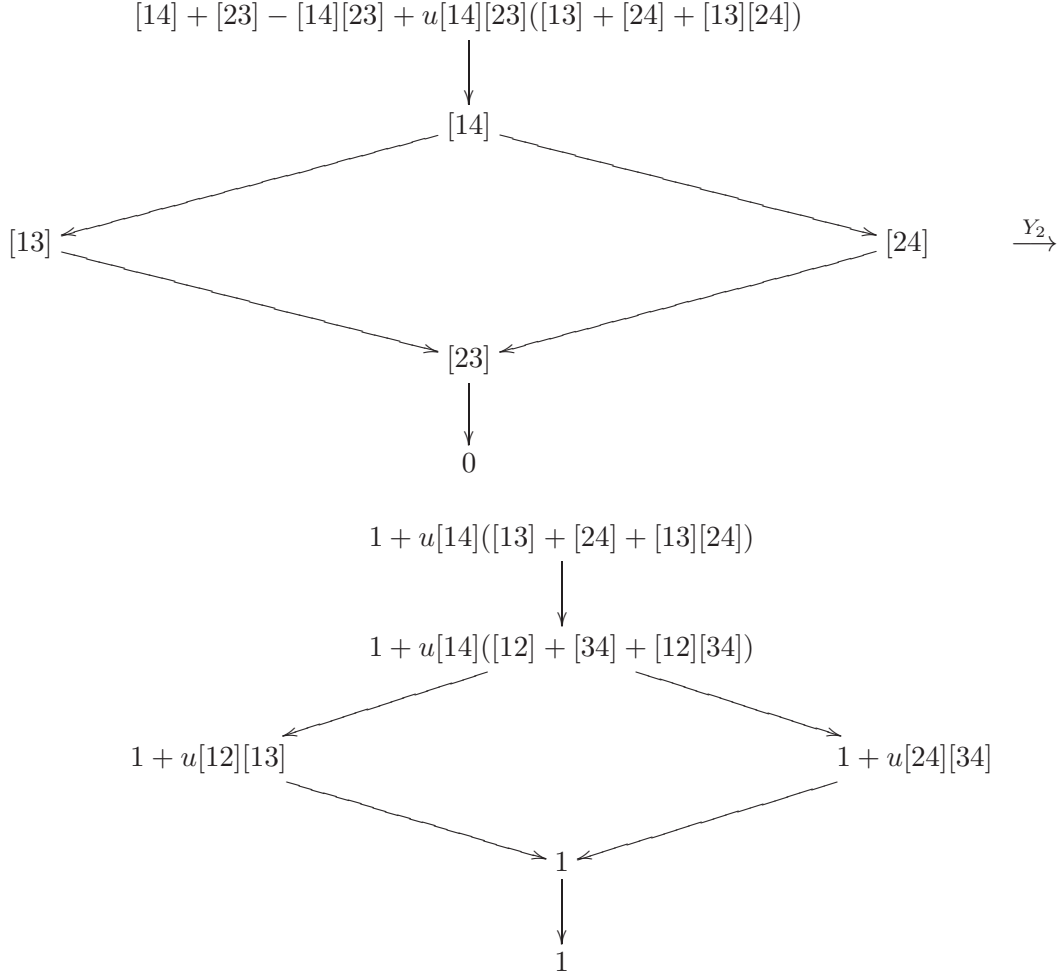 [14] + [23] − [14][23] + u[14][23]([13] + [24] + [13][24])
[14]
[13] [24] Y₂
[23]
0
1 + u[14]([13] + [24] + [13][24])
1 + u[14]([12] + [34] + [12][34])
1 + u[12][13] 1 + u[24][34]
1
1